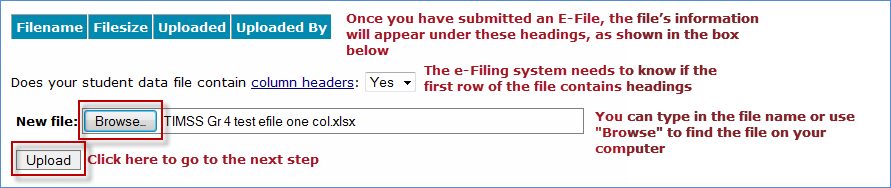 Filename Filesize Uploaded Uploaded By
Once you have submitted an E-File, the file's information
will appear under these headings, as shown in the box
below
Does your student data file contain column headers: Yes
The e-Filing system needs to know if the
first row of the file contains headings
New file: Browse... TIMSS Gr 4 test efile one col.xlsx
You can type in the file name or use
"Browse" to find the file on your
computer
Upload Click here to go to the next step